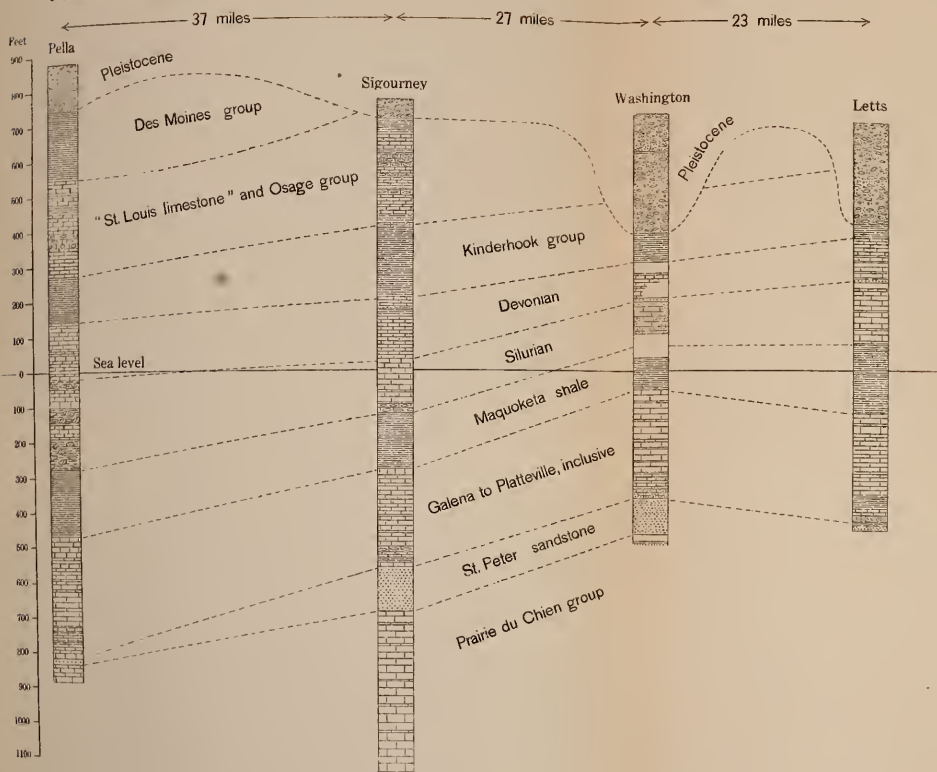 37 miles
27 miles
23 miles
Feet
Pella
Sigourney
Washington
Letts
900
800
700
600
500
400
300
200
100
0
100
200
300
400
500
600
700
800
900
1000
1100
Pleistocene
Des Moines group
"St. Louis limestone" and Osage group
Pleistocene
Kinderhook group
Devonian
Sea level
Silurian
Maquoketa shale
Galena to Platteville, inclusive
St. Peter sandstone
Prairie du Chien group